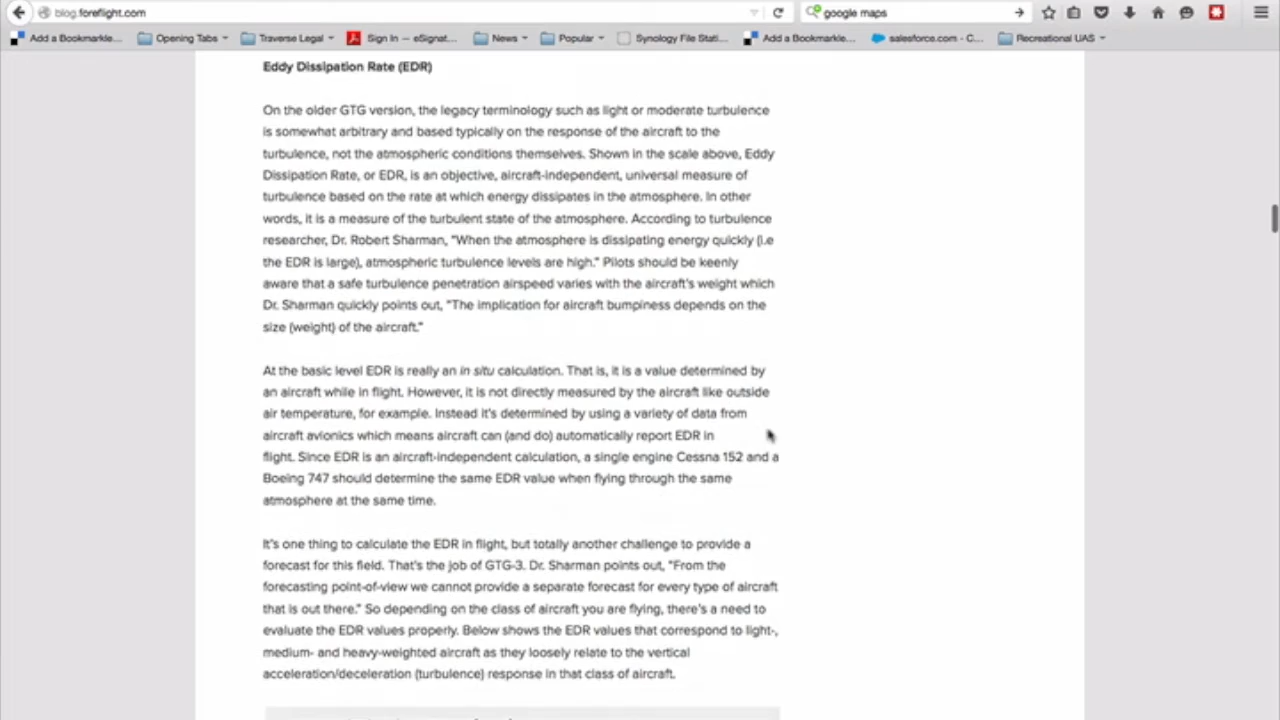 blog.foreflight.com
google maps
Add a Bookmarkle...
Opening Tabs
Traverse Legal
Sign In — eSignat...
News
Popular
Synology File Stati...
Add a Bookmarkle...
salesforce.com - C...
Recreational UAS
Eddy Dissipation Rate (EDR)
On the older GTG version, the legacy terminology such as light or moderate turbulence
is somewhat arbitrary and based typically on the response of the aircraft to the
turbulence, not the atmospheric conditions themselves. Shown in the scale above, Eddy
Dissipation Rate, or EDR, is an objective, aircraft-independent, universal measure of
turbulence based on the rate at which energy dissipates in the atmosphere. In other
words, it is a measure of the turbulent state of the atmosphere. According to turbulence
researcher, Dr. Robert Sharman, "When the atmosphere is dissipating energy quickly (i.e
the EDR is large), atmospheric turbulence levels are high." Pilots should be keenly
aware that a safe turbulence penetration airspeed varies with the aircraft's weight which
Dr. Sharman quickly points out, "The implication for aircraft bumpiness depends on the
size (weight) of the aircraft."
At the basic level EDR is really an in situ calculation. That is, it is a value determined by
an aircraft while in flight. However, it is not directly measured by the aircraft like outside
air temperature, for example. Instead it's determined by using a variety of data from
aircraft avionics which means aircraft can (and do) automatically report EDR in
flight. Since EDR is an aircraft-independent calculation, a single engine Cessna 152 and a
Boeing 747 should determine the same EDR value when flying through the same
atmosphere at the same time.
It's one thing to calculate the EDR in flight, but totally another challenge to provide a
forecast for this field. That's the job of GTG-3. Dr. Sharman points out, "From the
forecasting point-of-view we cannot provide a separate forecast for every type of aircraft
that is out there." So depending on the class of aircraft you are flying, there's a need to
evaluate the EDR values properly. Below shows the EDR values that correspond to light-,
medium- and heavy-weighted aircraft as they loosely relate to the vertical
acceleration/deceleration (turbulence) response in that class of aircraft.